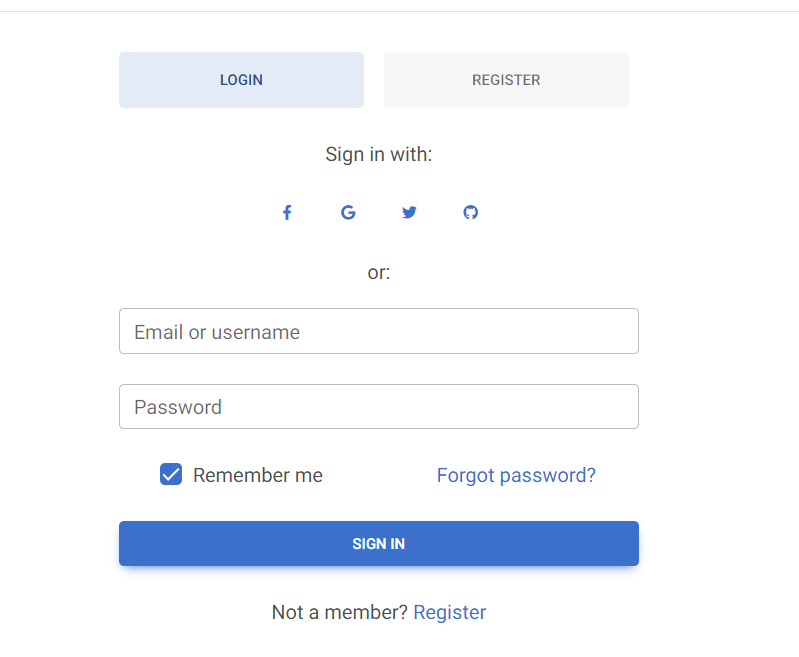 LOGIN REGISTER
Sign in with:
or:
Email or username
Password
Remember me Forgot password?
SIGN IN
Not a member? Register